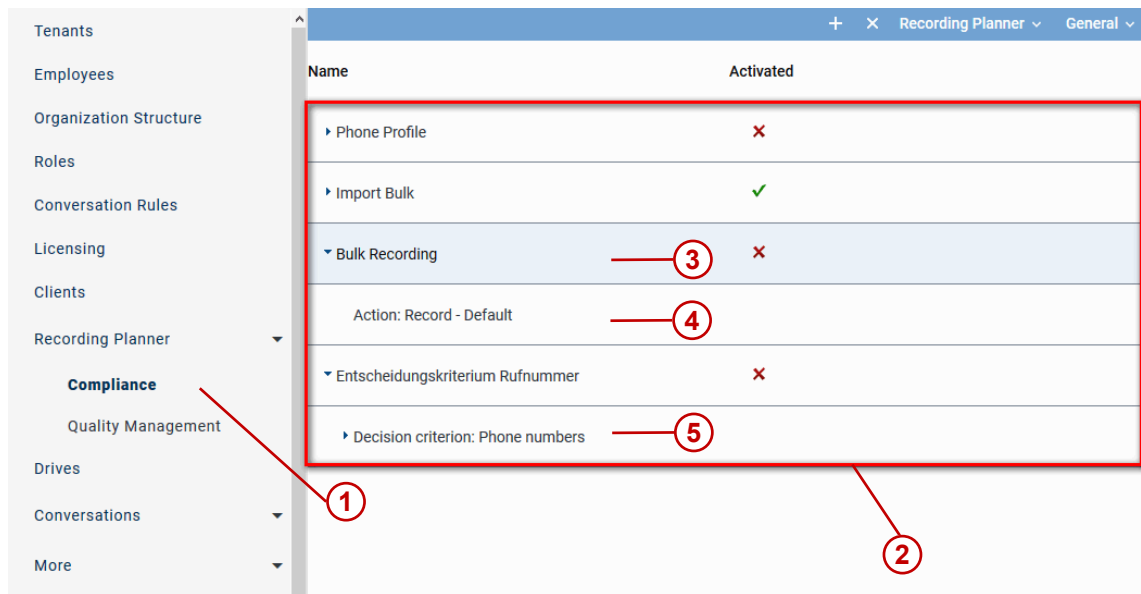 Tenants
Employees
Organization Structure
Roles
Conversation Rules
Licensing
Clients
Recording Planner
Compliance
Quality Management
Drives
Conversations
More
Recording Planner General
Name Activated
Phone Profile
Import Bulk
Bulk Recording
3
Action: Record - Default
4
Entscheidungskriterium Rufnummer
Decision criterion: Phone numbers
5
1
2